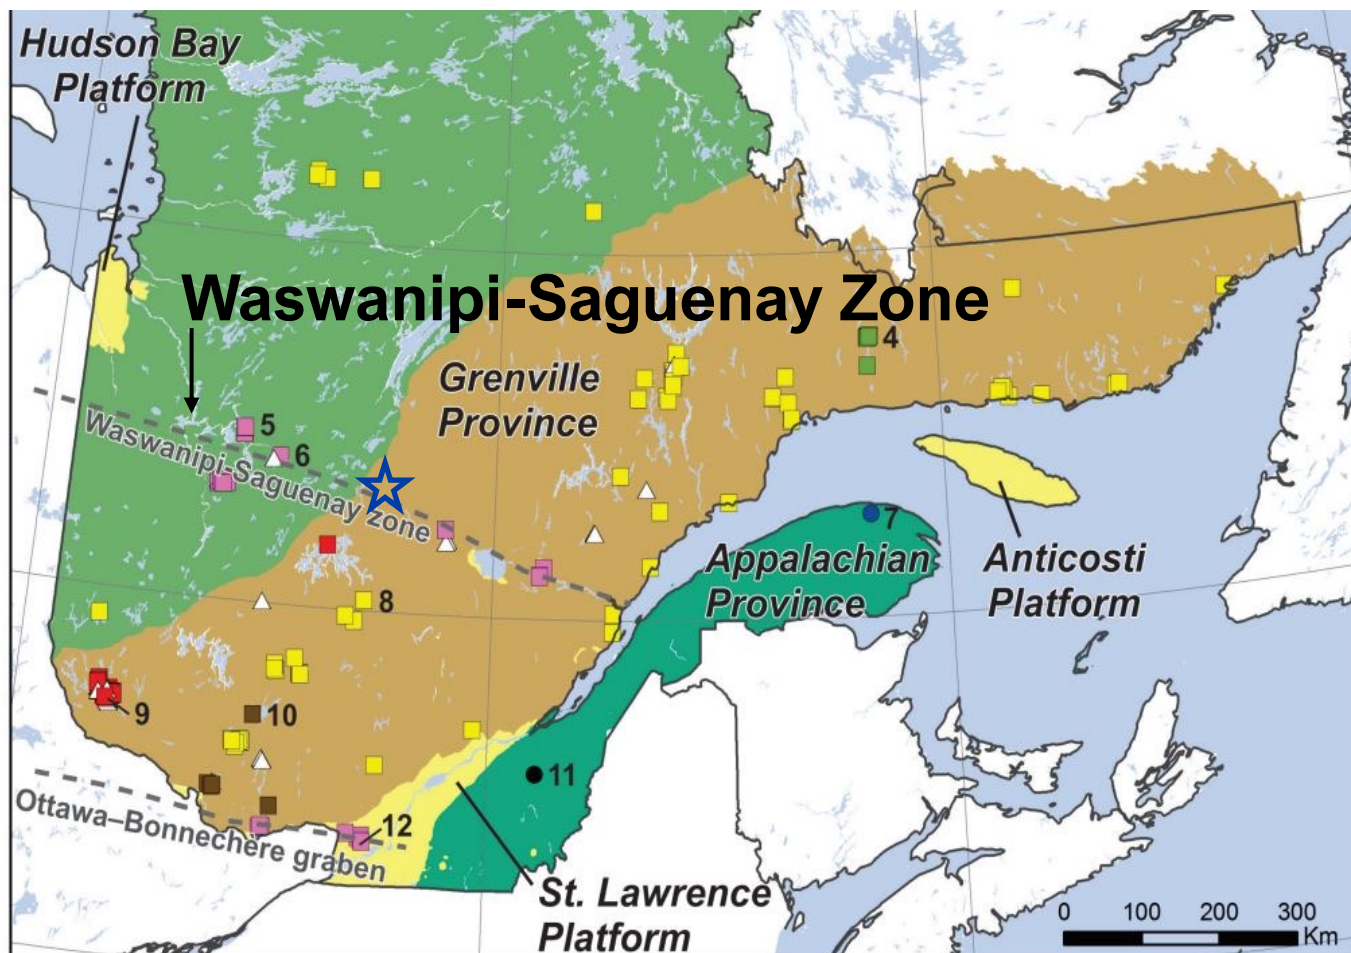 Hudson Bay
Platform
Waswanipi-Saguenay Zone
4
Grenville
Province
5
6
Waswanipi-Saguenay zone
7
Appalachian
Province
Anticosti
Platform
8
9
10
11
Ottawa–Bonnechère graben
12
St. Lawrence
Platform
0 100 200 300
Km